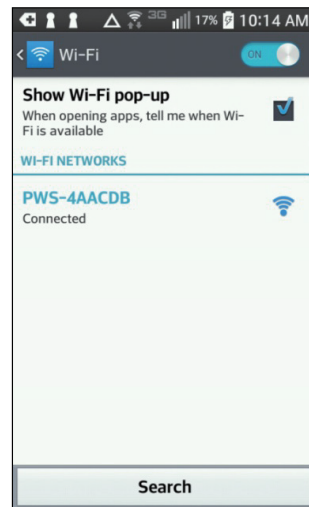 3G 17% 10:14 AM
Wi-Fi
ON
Show Wi-Fi pop-up
When opening apps, tell me when Wi-
Fi is available
WI-FI NETWORKS
PWS-4AACDB
Connected
Search